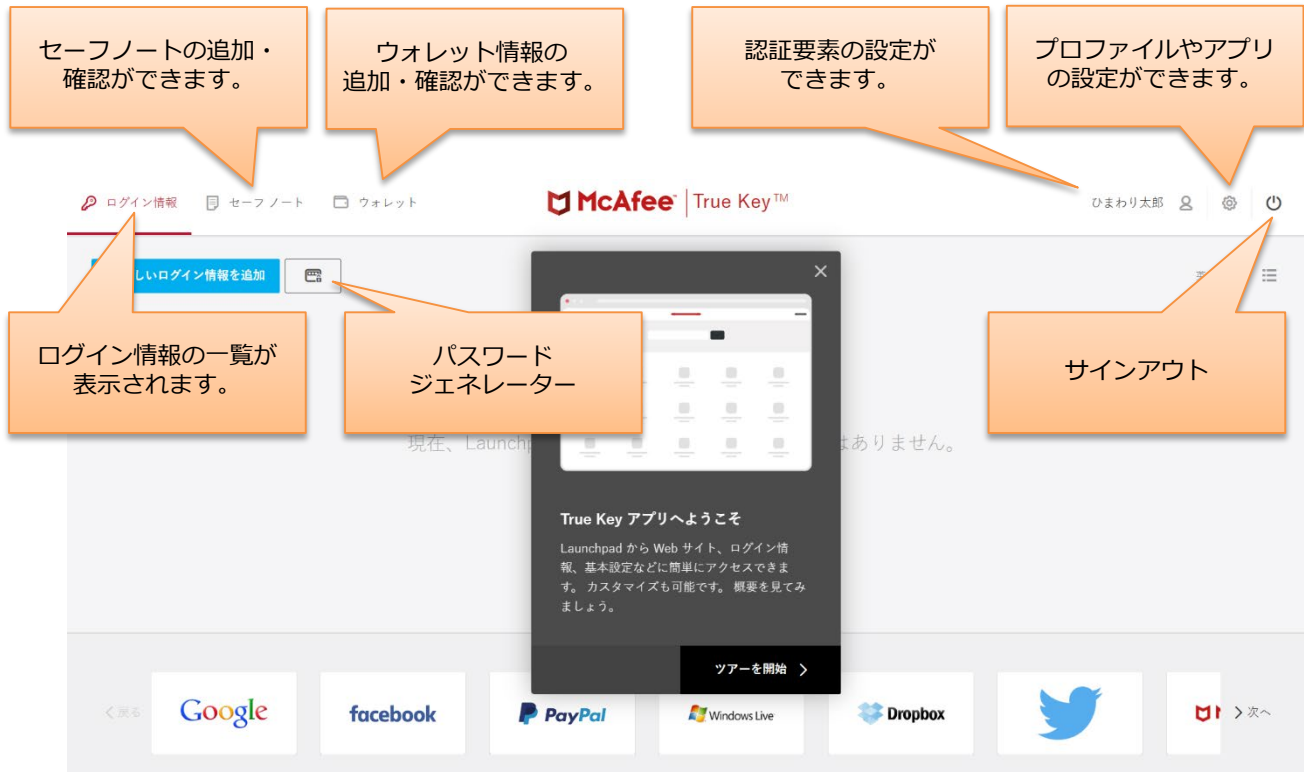 セーフノートの追加・
確認ができます。
ウォレット情報の
追加・確認ができます。
認証要素の設定が
できます。
プロファイルやアプリ
の設定ができます。
ログイン情報
セーフ ノート
ウォレット
McAfee | True Key™
ひまわり太郎
しいログイン情報を追加
ログイン情報の一覧が
表示されます。
パスワード
ジェネレーター
サインアウト
現在、Launch
はありません。
True Key アプリへようこそ
Launchpad から Web サイト、ログイン情
報、基本設定などに簡単にアクセスできま
す。 カスタマイズも可能です。 概要を見てみ
ましょう。
ツアーを開始
戻る
Google
facebook
PayPal
Windows Live
Dropbox
次へ